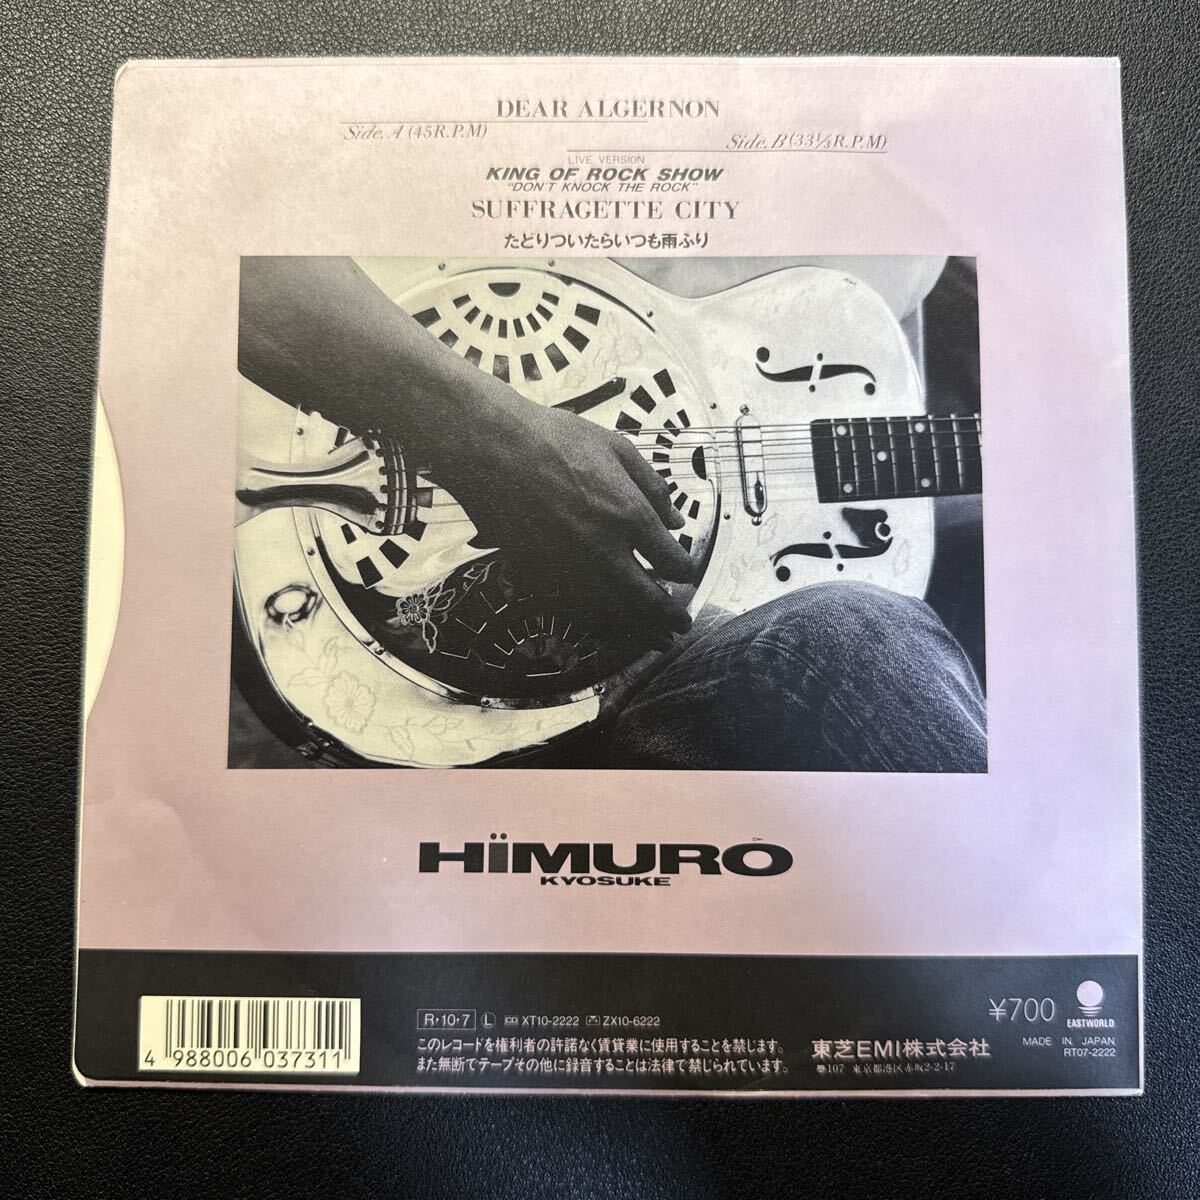 DEAR ALGERNON
Side. A (45R.P.M)
Side. B (33⅓R.P.M)
LIVE VERSION
KING OF ROCK SHOW
"DON'T KNOCK THE ROCK"
SUFFRAGETTE CITY
たどりついたらいつも雨ふり
HÏMURO
KYOSUKE
4 988006 037311
R・10・7 Ⓛ XT10-2222 ZX10-6222
このレコードを権利者の許諾なく賃貸業に使用することを禁じます。
また無断でテープその他に録音することは法律で禁じられています。
東芝EMI株式会社
〒107 東京都港区赤坂2-2-17
¥700
EASTWORLD
MADE IN JAPAN
RT07-2222